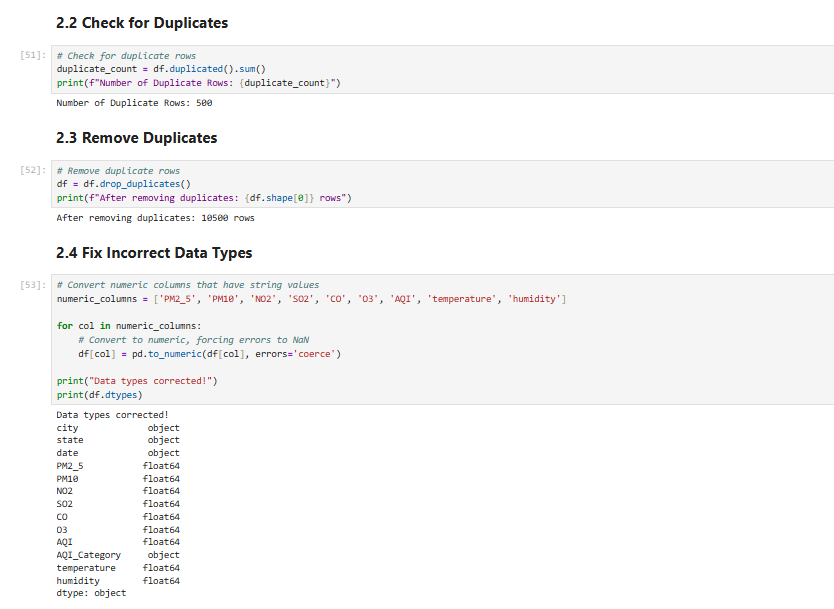 2.2 Check for Duplicates
[51]:
# Check for duplicate rows
duplicate_count = df.duplicated().sum()
print(f"Number of Duplicate Rows: {duplicate_count}")
Number of Duplicate Rows: 500
2.3 Remove Duplicates
[52]:
# Remove duplicate rows
df = df.drop_duplicates()
print(f"After removing duplicates: {df.shape[0]} rows")
After removing duplicates: 10500 rows
2.4 Fix Incorrect Data Types
[53]:
# Convert numeric columns that have string values
numeric_columns = ['PM2_5', 'PM10', 'NO2', 'SO2', 'CO', 'O3', 'AQI', 'temperature', 'humidity']
for col in numeric_columns:
    # Convert to numeric, forcing errors to NaN
    df[col] = pd.to_numeric(df[col], errors='coerce')
print("Data types corrected!")
print(df.dtypes)
Data types corrected!
city object
state object
date object
PM2_5 float64
PM10 float64
NO2 float64
SO2 float64
CO float64
O3 float64
AQI float64
AQI_Category object
temperature float64
humidity float64
dtype: object